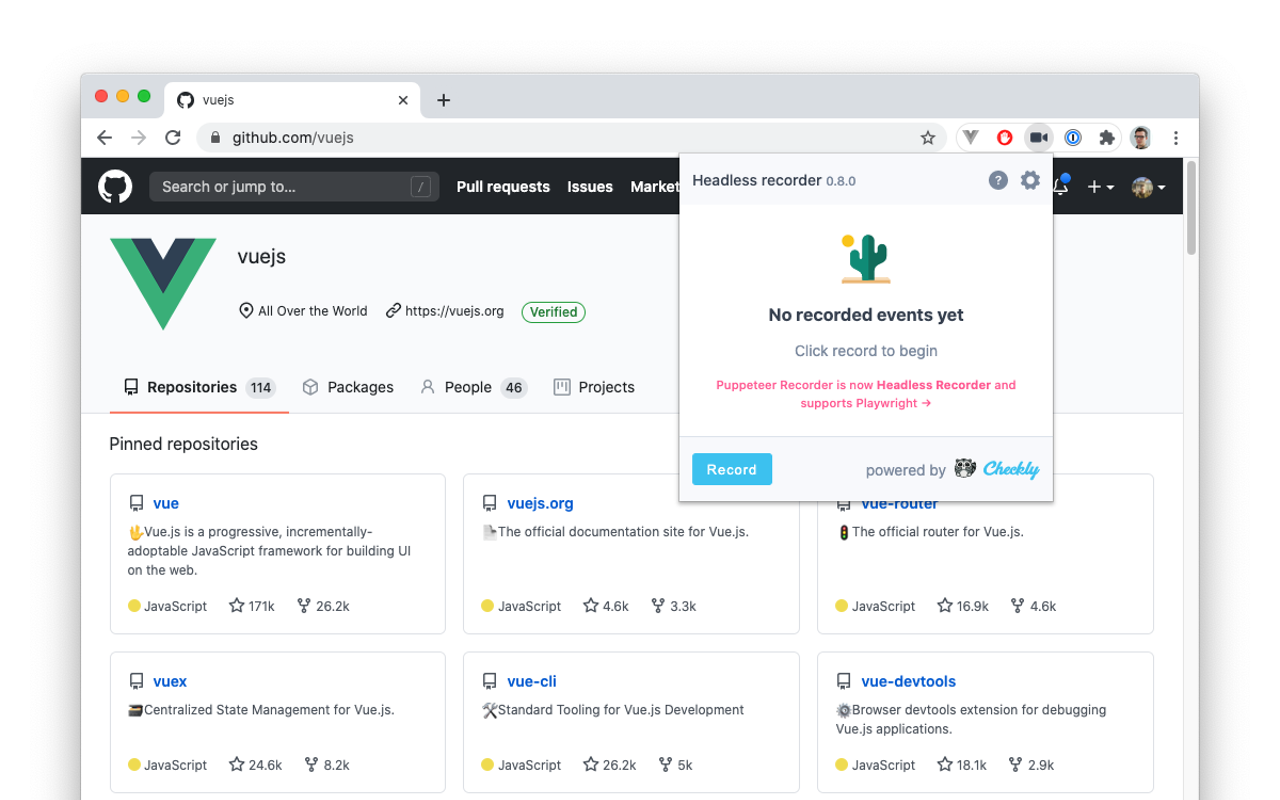 vuejs
github.com/vuejs
Headless recorder 0.8.0
?
Search or jump to...
/
Pull requests
Issues
Market
vuejs
All Over the World
https://vuejs.org
Verified
No recorded events yet
Click record to begin
Puppeteer Recorder is now Headless Recorder and
supports Playwright →
Record
powered by
Checkly
Repositories 114
Packages
People 46
Projects
Pinned repositories
vue
Vue.js is a progressive, incrementally-
adoptable JavaScript framework for building UI
on the web.
JavaScript 171k 26.2k
vuejs.org
The official documentation site for Vue.js.
JavaScript 4.6k 3.3k
vue-router
The official router for Vue.js.
JavaScript 16.9k 4.6k
vuex
Centralized State Management for Vue.js.
JavaScript 24.6k 8.2k
vue-cli
Standard Tooling for Vue.js Development
JavaScript 26.2k 5k
vue-devtools
Browser devtools extension for debugging
Vue.js applications.
JavaScript 18.1k 2.9k